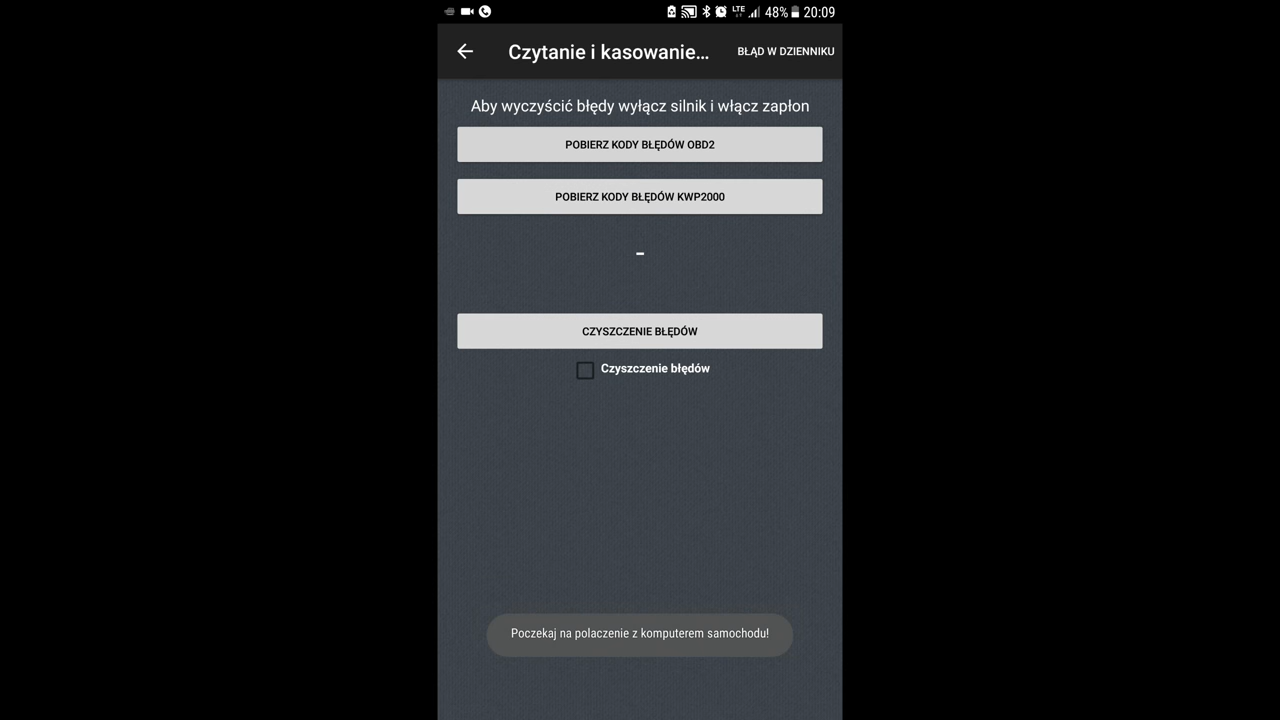 LTE 48% 20:09
Czytanie i kasowanie... BŁĄD W DZIENNIKU
Aby wyczyścić błędy wyłącz silnik i włącz zapłon
POBIERZ KODY BŁĘDÓW OBD2
POBIERZ KODY BŁĘDÓW KWP2000
-
CZYSZCZENIE BŁĘDÓW
Czyszczenie błędów
Poczekaj na polaczenie z komputerem samochodu!